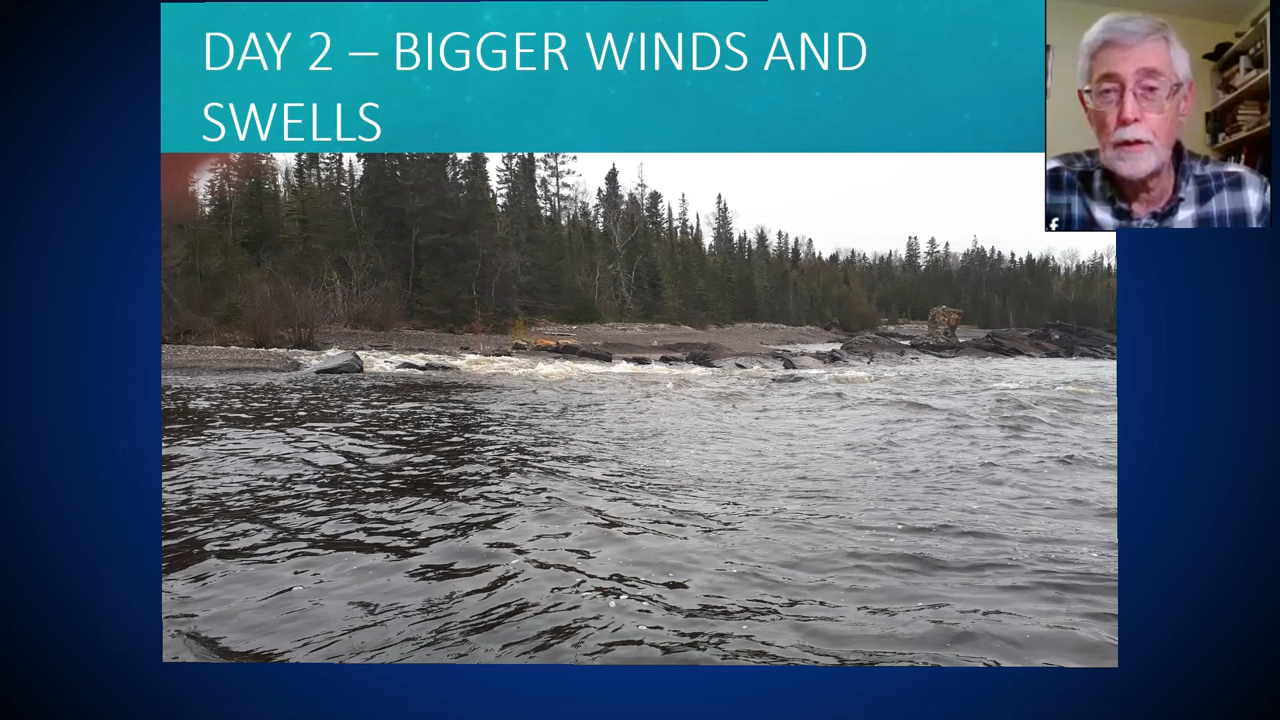 DAY 2 – BIGGER WINDS AND
SWELLS
f